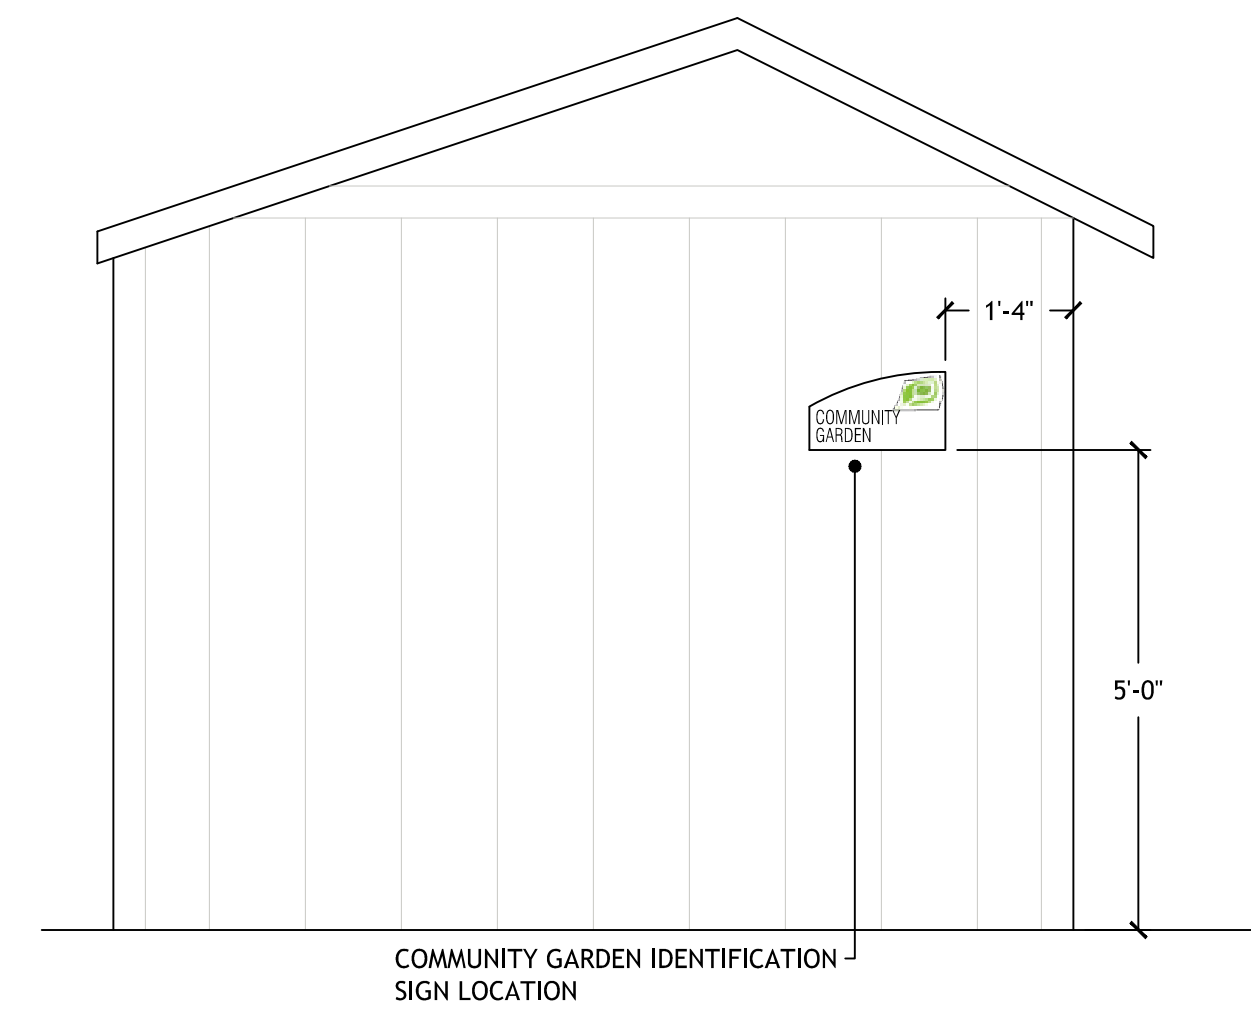 1'-4"
COMMUNITY
GARDEN
5'-0"
COMMUNITY GARDEN IDENTIFICATION
SIGN LOCATION